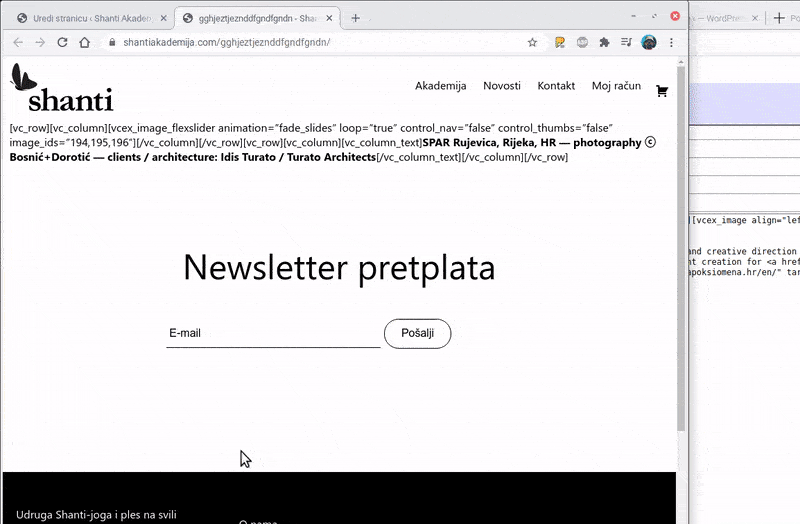 Uredi stranicu ‹ Shanti Akaden
gghjeztjeznddfgndfgndn - Sha
— WordPres
Po
shantiakademija.com/gghjeztjeznddfgndfgndn/
shanti
Akademija
Novosti
Kontakt
Moj račun
[vc_row][vc_column][vcex_image_flexslider animation=”fade_slides” loop=”true” control_nav=”false” control_thumbs=”false”
image_ids=”194,195,196″][/vc_column][/vc_row][vc_row][vc_column][vc_column_text]SPAR Rujevica, Rijeka, HR — photography ⓒ
Bosnić+Dorotić — clients / architecture: Idis Turato / Turato Architects[/vc_column_text][/vc_column][/vc_row]
][vcex_image align="lef
and creative direction
nt creation for <a href
apoksiomena.hr/en/" tar
Newsletter pretplata
E-mail
Pošalji
Udruga Shanti-joga i ples na svili
O nama